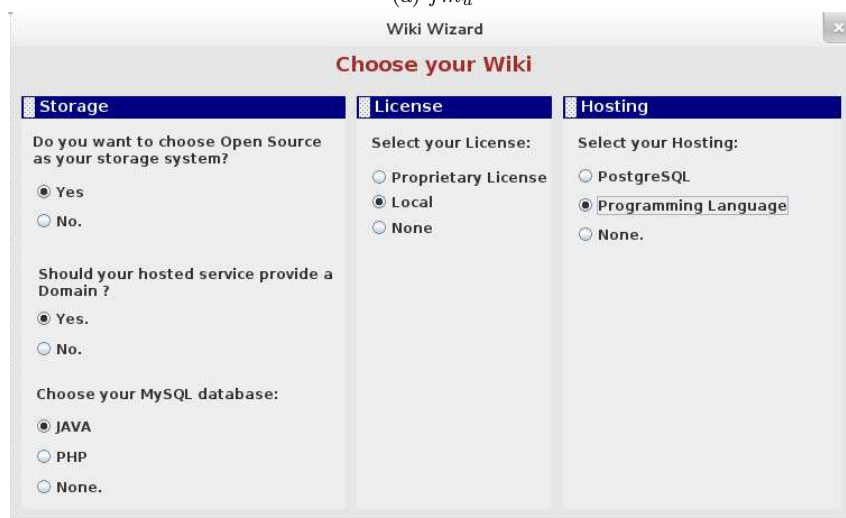 (a) fm_d
Wiki Wizard
×
Choose your Wiki
Storage
Do you want to choose Open Source
as your storage system?
Yes
No.
Should your hosted service provide a
Domain ?
Yes.
No.
Choose your MySQL database:
JAVA
PHP
None.
License
Select your License:
Proprietary License
Local
None
Hosting
Select your Hosting:
PostgreSQL
Programming Language
None.